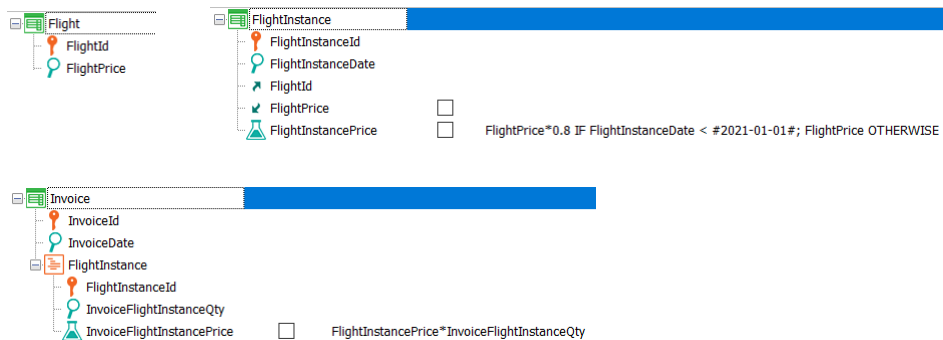 Flight
FlightId
FlightPrice
FlightInstance
FlightInstanceId
FlightInstanceDate
FlightId
FlightPrice
FlightInstancePrice FlightPrice*0.8 IF FlightInstanceDate < #2021-01-01#; FlightPrice OTHERWISE
Invoice
InvoiceId
InvoiceDate
FlightInstance
FlightInstanceId
InvoiceFlightInstanceQty
InvoiceFlightInstancePrice FlightInstancePrice*InvoiceFlightInstanceQty